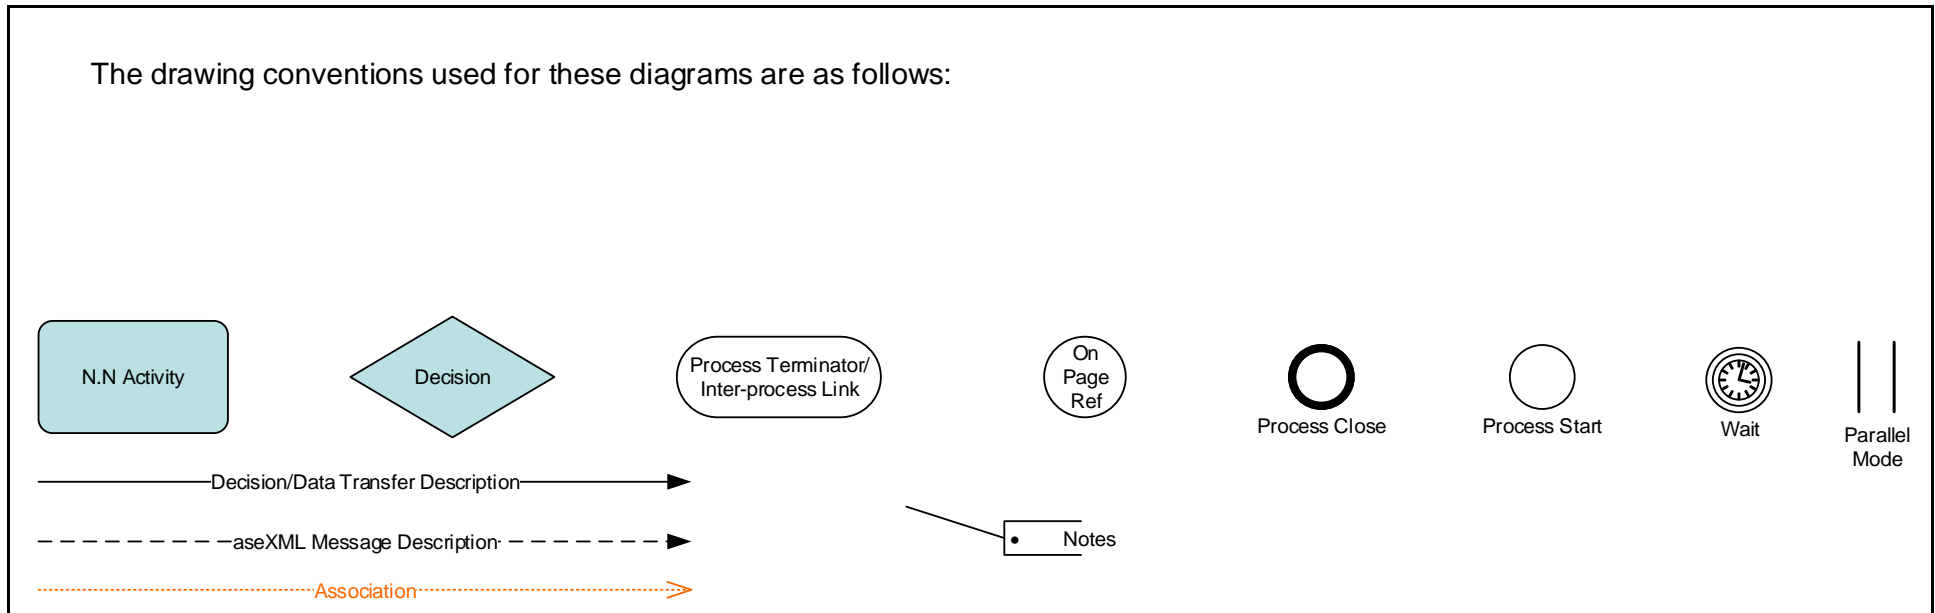 The drawing conventions used for these diagrams are as follows:
N.N Activity
Decision
Process Terminator/
Inter-process Link
On
Page
Ref
Process Close
Process Start
Wait
Parallel
Mode
Decision/Data Transfer Description
aseXML Message Description
Notes
Association